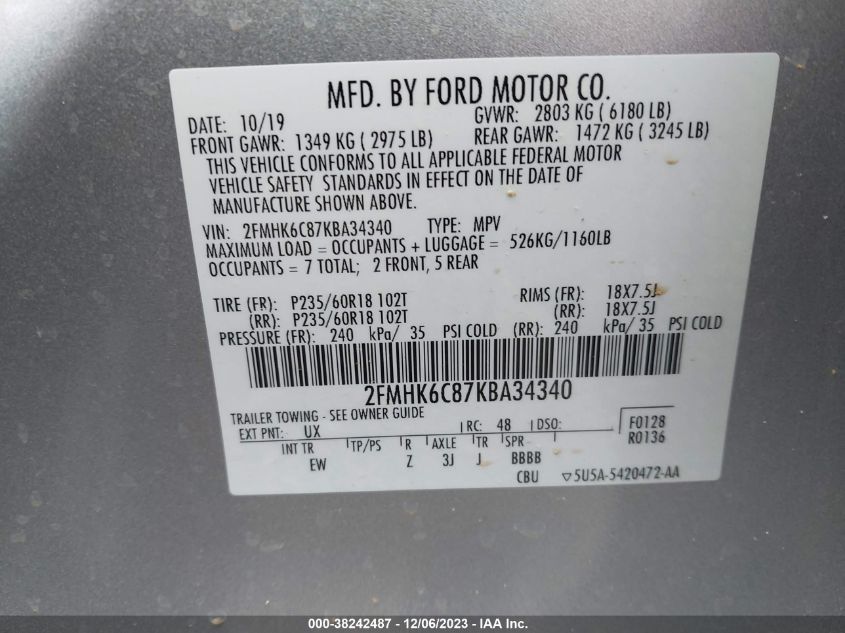 MFD. BY FORD MOTOR CO.
DATE: 10/19 GVWR: 2803 KG ( 6180 LB)
FRONT GAWR: 1349 KG ( 2975 LB) REAR GAWR: 1472 KG ( 3245 LB)
THIS VEHICLE CONFORMS TO ALL APPLICABLE FEDERAL MOTOR
VEHICLE SAFETY STANDARDS IN EFFECT ON THE DATE OF
MANUFACTURE SHOWN ABOVE.
VIN: 2FMHK6C87KBA34340 TYPE: MPV
MAXIMUM LOAD = OCCUPANTS + LUGGAGE = 526KG/1160LB
OCCUPANTS = 7 TOTAL; 2 FRONT, 5 REAR
TIRE (FR): P235/60R18 102T RIMS (FR): 18X7.5J
(RR): P235/60R18 102T (RR): 18X7.5J
PRESSURE (FR): 240 kPa/ 35 PSI COLD (RR): 240 kPa/ 35 PSI COLD
2FMHK6C87KBA34340
TRAILER TOWING - SEE OWNER GUIDE
EXT PNT: UX RC: 48 DSO: F0128
R0136
INT TR TP/PS R AXLE TR SPR
EW Z 3J J BBBB
CBU ▽5U5A-5420472-AA
000-38242487 - 12/06/2023 - IAA Inc.